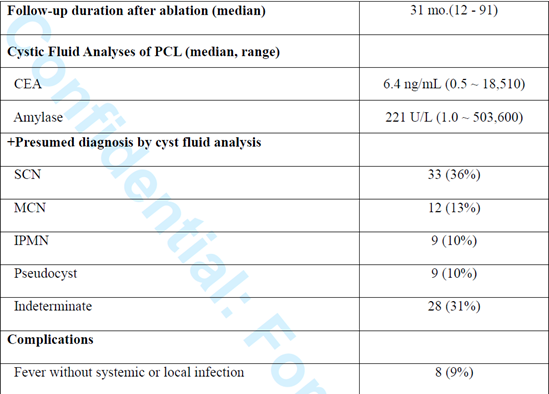 Follow-up duration after ablation (median) 31 mo.(12 - 91)
Cystic Fluid Analyses of PCL (median, range)
CEA 6.4 ng/mL (0.5 ~ 18,510)
Amylase 221 U/L (1.0 ~ 503,600)
+Presumed diagnosis by cyst fluid analysis
SCN 33 (36%)
MCN 12 (13%)
IPMN 9 (10%)
Pseudocyst 9 (10%)
Indeterminate 28 (31%)
Complications
Fever without systemic or local infection 8 (9%)
Confidential: For